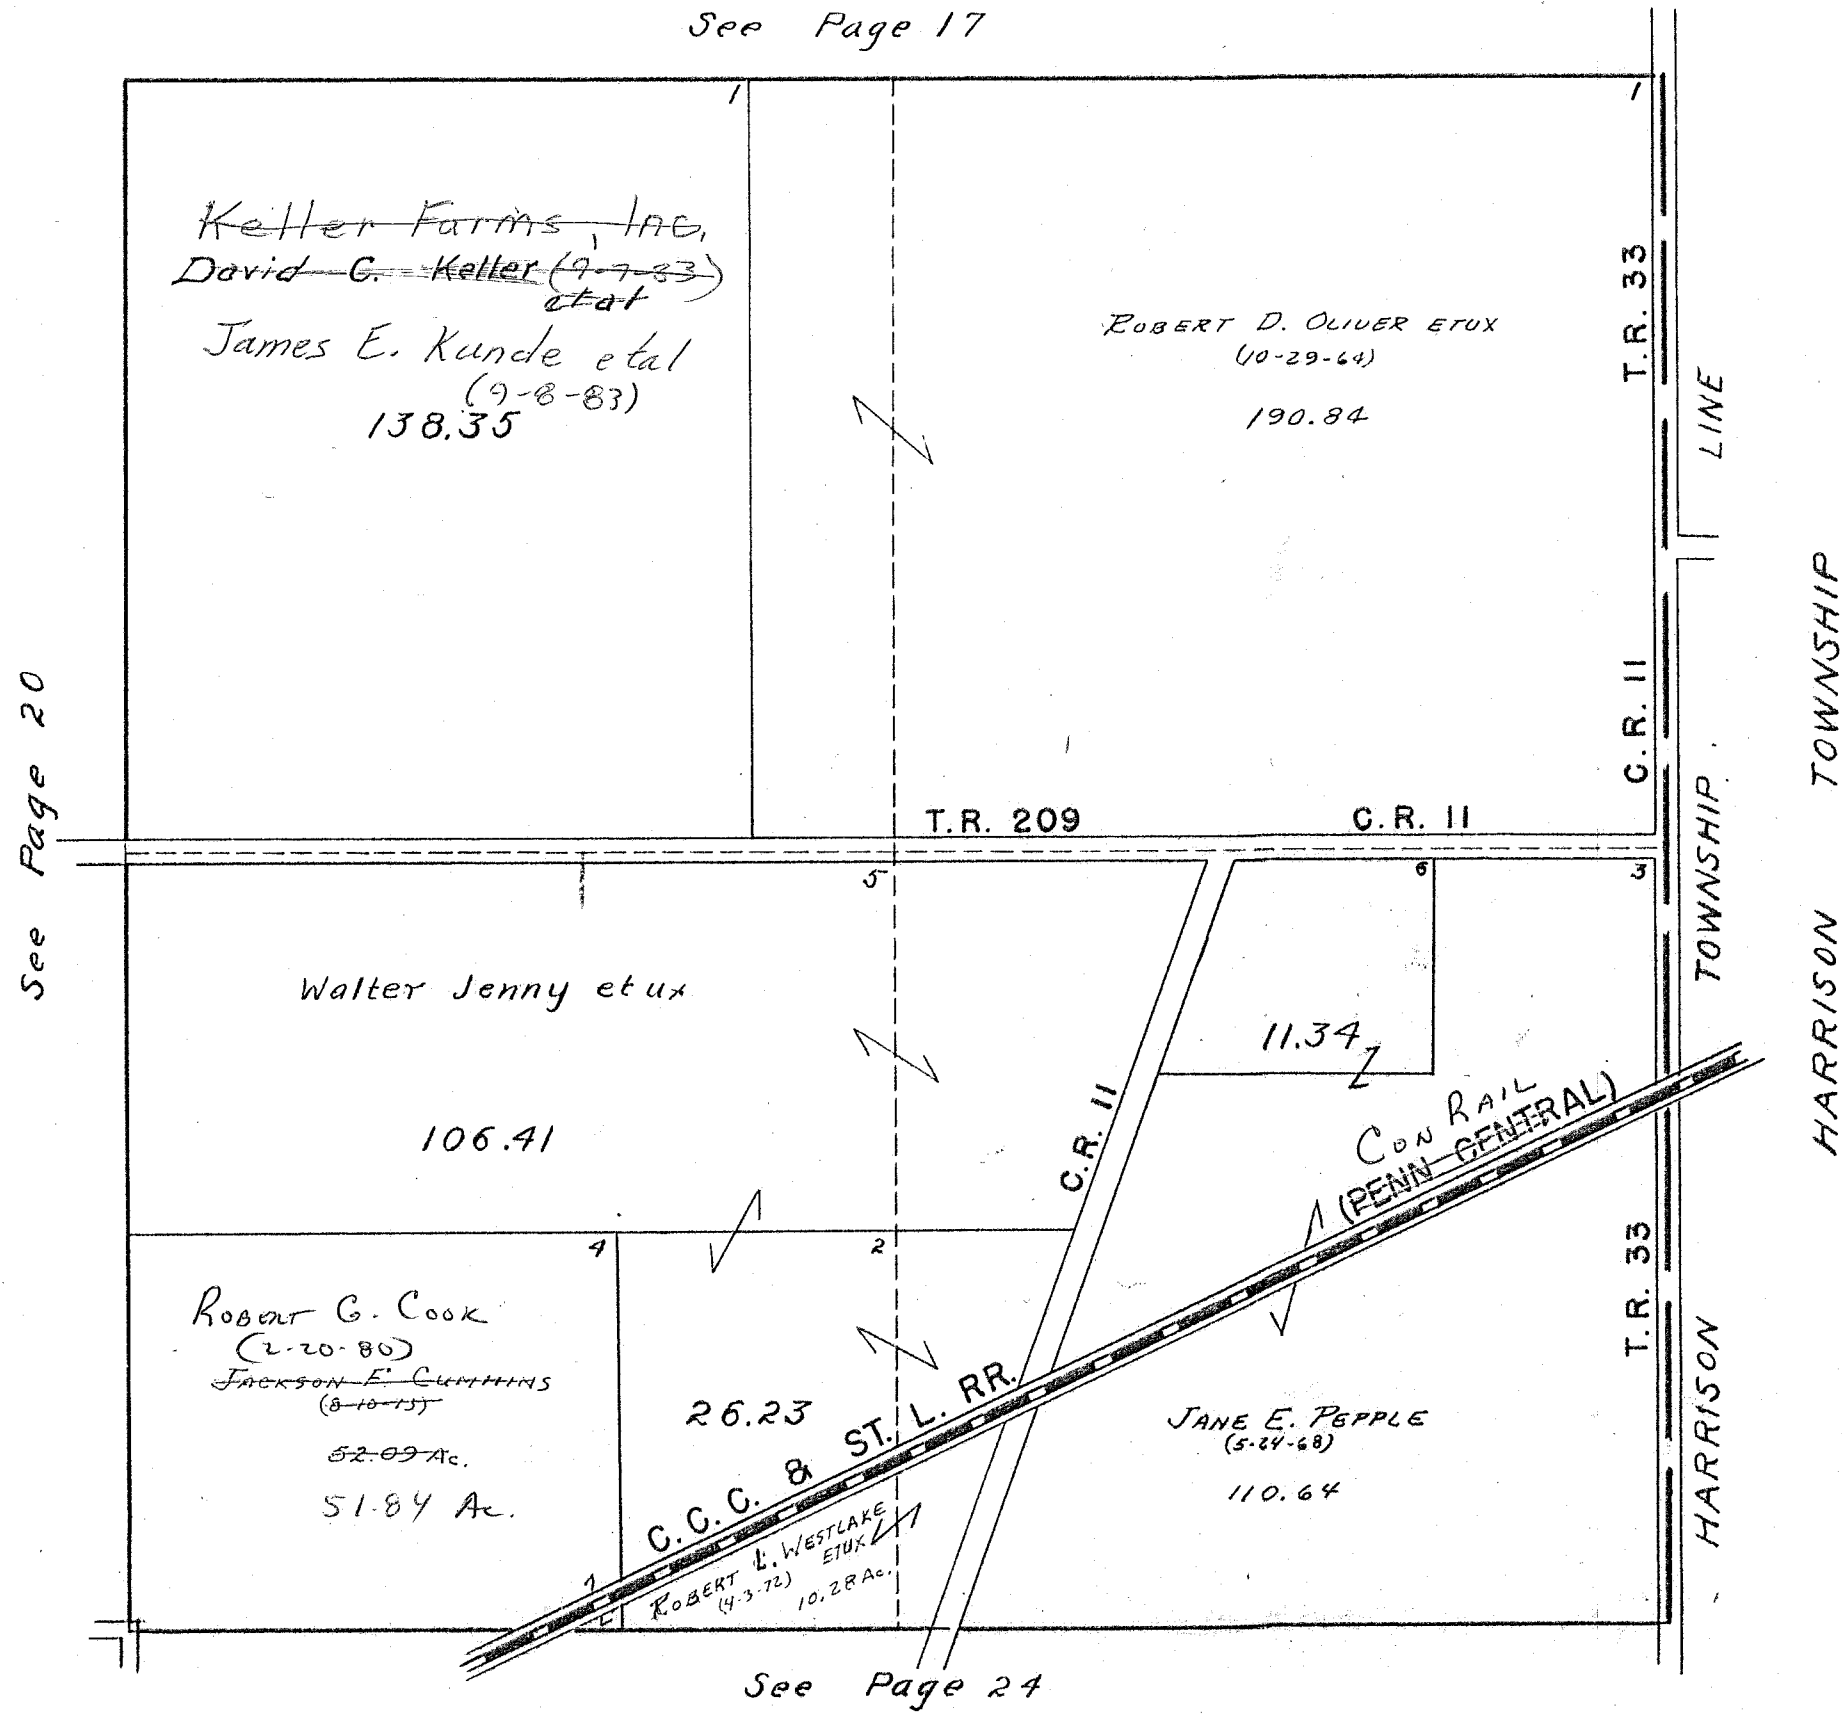 See Page 17
1
1
Keller Farms, Inc.
David G. Keller (9-7-83)
etal
James E. Kunde etal
(9-8-83)
138.35
ROBERT D. OLIVER ETUX
(10-29-64)
190.84
T.R. 33
LINE
C.R. 11
HARRISON TOWNSHIP
See Page 20
T.R. 209
C.R. 11
5
6
3
TOWNSHIP
Walter Jenny et ux
106.41
11.34
C.R. 11
CON RAIL
(PENN CENTRAL)
4
2
T.R. 33
HARRISON
ROBERT G. COOK
(2-20-80)
JACKSON F. CUMMINS
(8-10-75)
52.09 Ac.
51.84 Ac.
26.23
C.C.C. & ST. L. RR.
JANE E. PEPPLE
(5-24-68)
110.64
ROBERT L. WESTLAKE
ETUX
(4-3-72)
10.28 Ac.
See Page 24